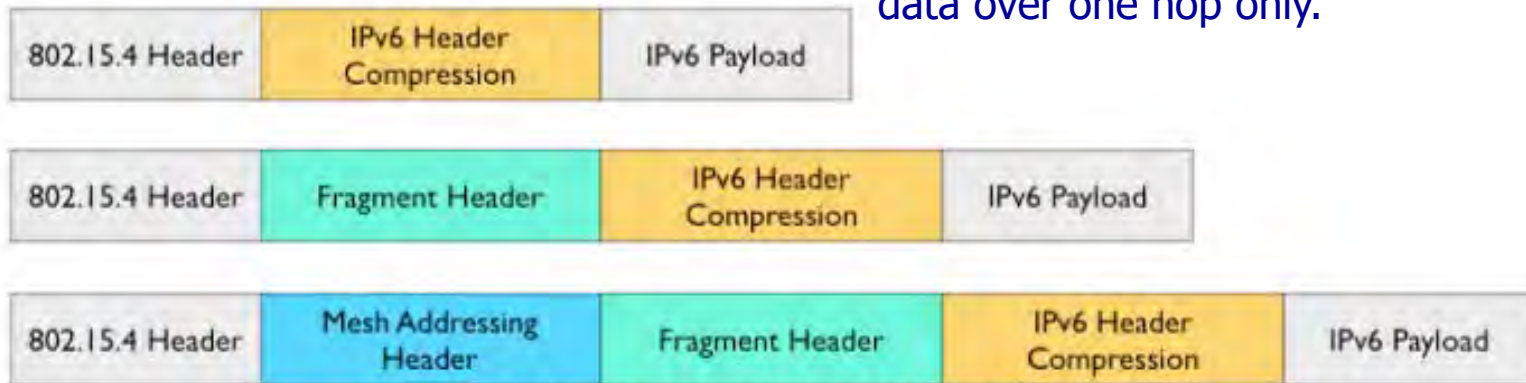 data over one hop only.
802.15.4 Header
IPv6 Header
Compression
IPv6 Payload
802.15.4 Header
Fragment Header
IPv6 Header
Compression
IPv6 Payload
802.15.4 Header
Mesh Addressing
Header
Fragment Header
IPv6 Header
Compression
IPv6 Payload